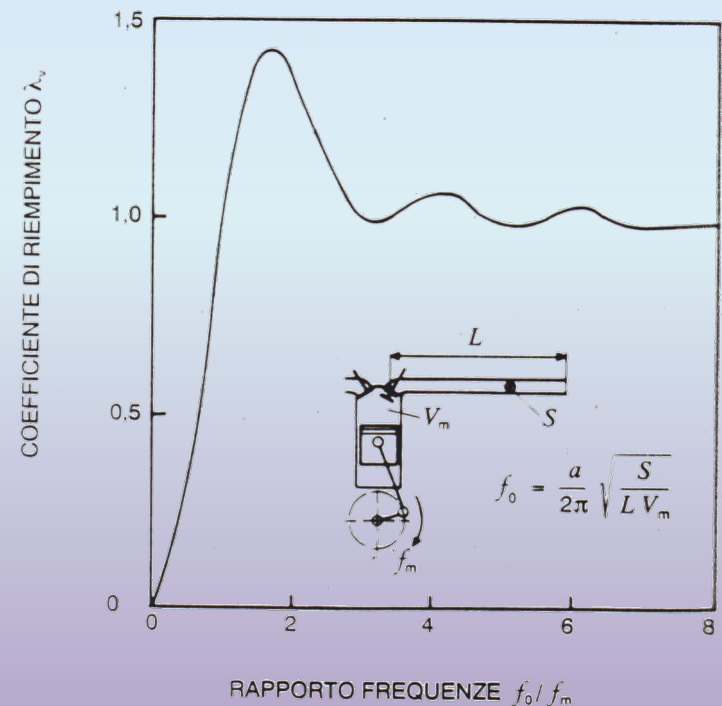 COEFFICIENTE DI RIEMPIMENTO λv
1,5
1,0
0,5
0
L
Vm
S
f0 = a/2π √S/L Vm
fm
0 2 4 6 8
RAPPORTO FREQUENZE f0/fm